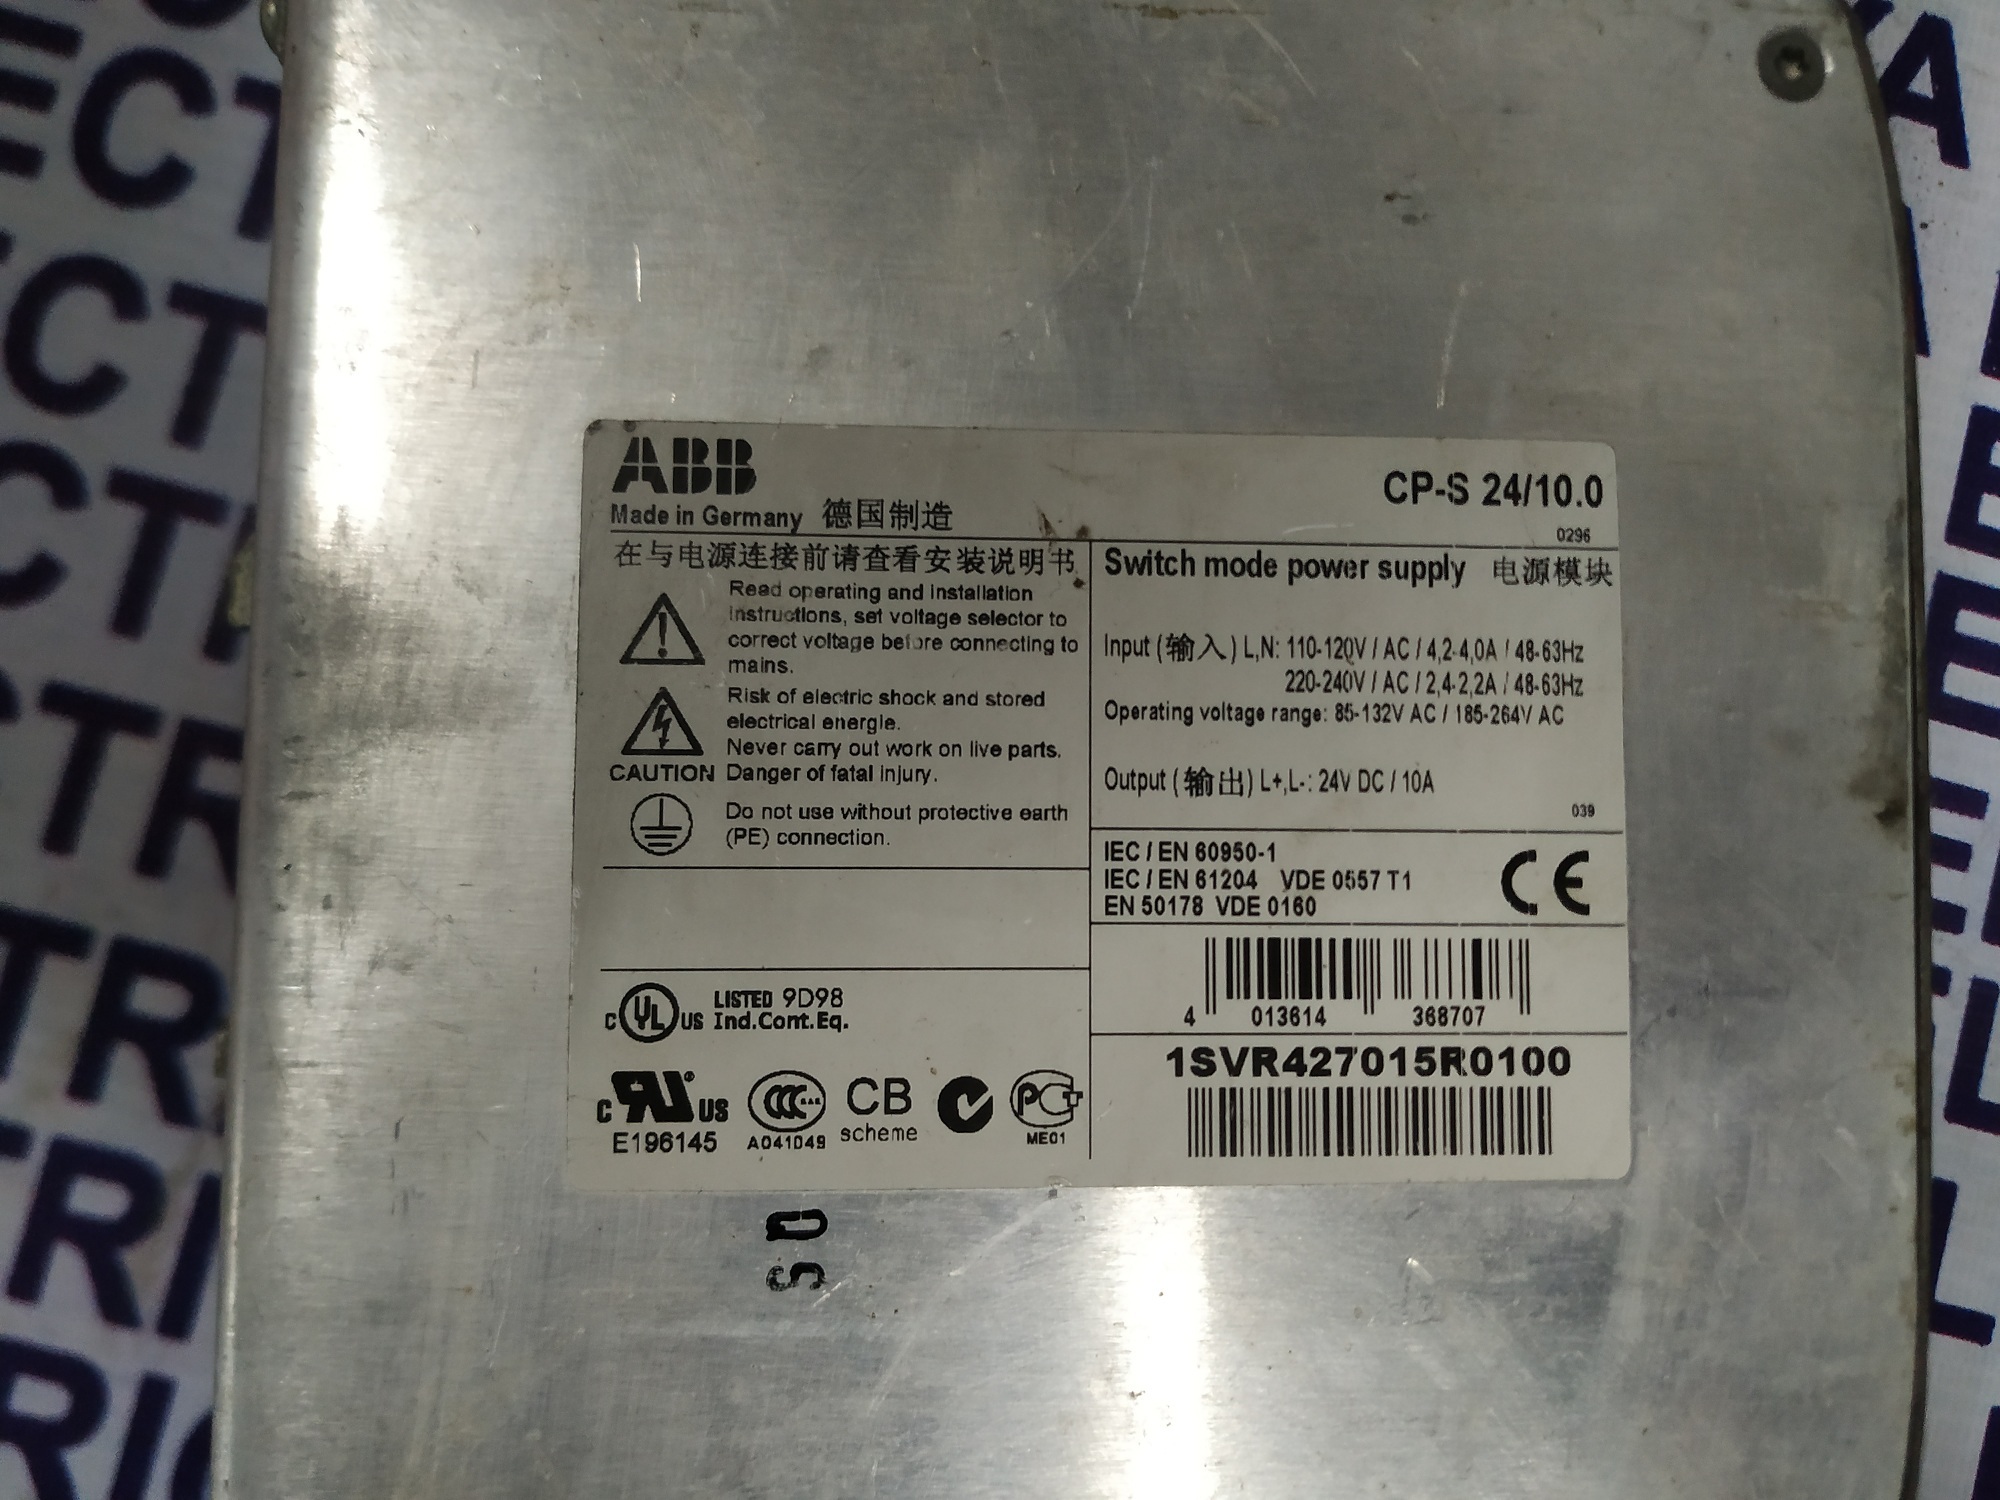 ABB
Made in Germany 德国制造
CP-S 24/10.0
0296
在与电源连接前请查看安装说明书
Read operating and installation
instructions, set voltage selector to
correct voltage before connecting to
mains.
Risk of electric shock and stored
electrical energie.
Never carry out work on live parts.
CAUTION Danger of fatal injury.
Do not use without protective earth
(PE) connection.
C UL US LISTED 9D98
Ind.Cont.Eq.
C RU ® US
E196145
CCC
A041049
CB
scheme
PCT
ME01
Switch mode power supply 电源模块
Input (输入) L,N: 110-120V / AC / 4,2-4,0A / 48-63Hz
220-240V / AC / 2,4-2,2A / 48-63Hz
Operating voltage range: 85-132V AC / 185-264V AC
Output (输出) L+,L-: 24V DC / 10A
039
IEC / EN 60950-1
IEC / EN 61204 VDE 0557 T1
EN 50178 VDE 0160
CE
4 013614 368707
1SVR427015R0100